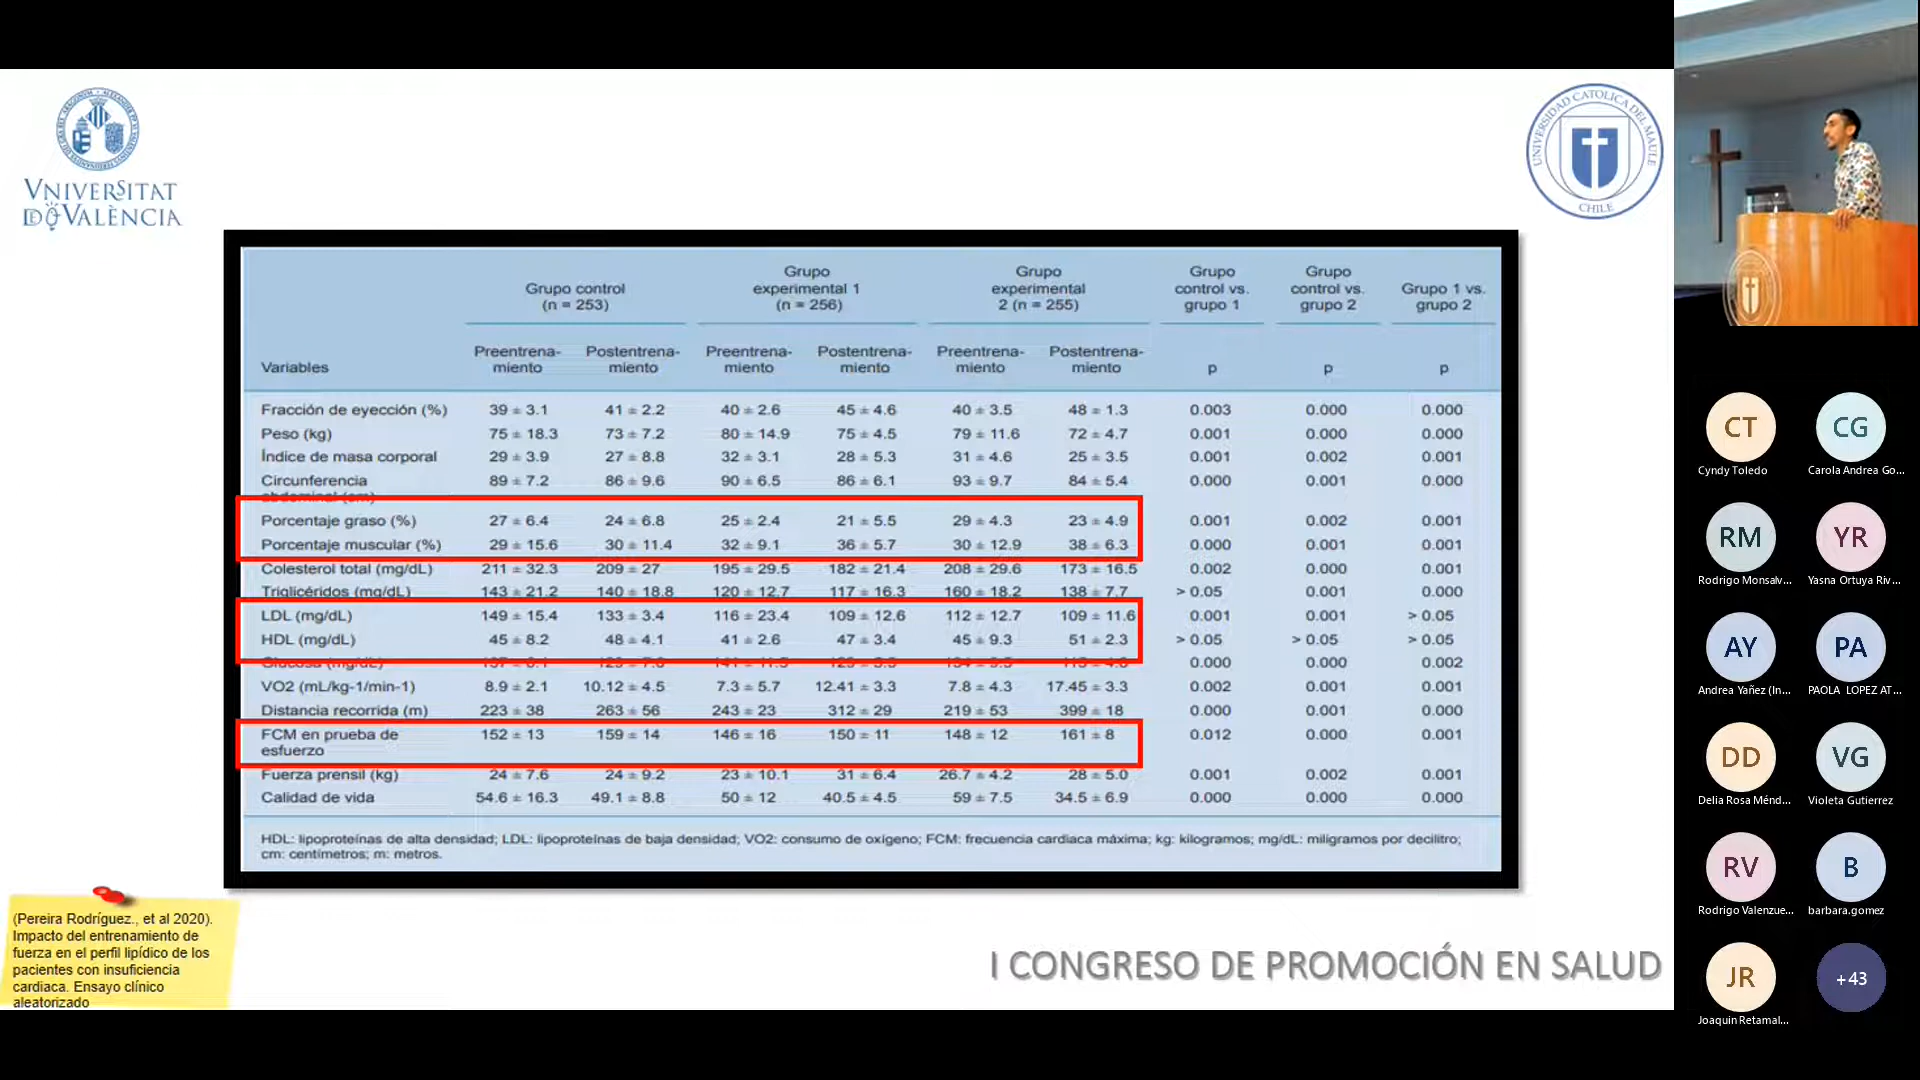 VNIVERSITAT
DE VALÈNCIA
UNIVERSIDAD CATOLICA DEL MAULE
CHILE
Variables
Grupo control
(n = 253)
Grupo
experimental 1
(n = 256)
Grupo
experimental
2 (n = 255)
Grupo
control vs.
grupo 1
Grupo
control vs.
grupo 2
Grupo 1 vs.
grupo 2
Preentrena-
miento
Postentrena-
miento
Preentrena-
miento
Postentrena-
miento
Preentrena-
miento
Postentrena-
miento
p
p
p
Fracción de eyección (%) 39 ± 3.1 41 ± 2.2 40 ± 2.6 45 ± 4.6 40 ± 3.5 48 ± 1.3 0.003 0.000 0.000
Peso (kg) 75 ± 18.3 73 ± 7.2 80 ± 14.9 75 ± 4.5 79 ± 11.6 72 ± 4.7 0.001 0.000 0.000
Índice de masa corporal 29 ± 3.9 27 ± 8.8 32 ± 3.1 28 ± 5.3 31 ± 4.6 25 ± 3.5 0.001 0.002 0.001
Circunferencia 89 ± 7.2 86 ± 9.6 90 ± 6.5 86 ± 6.1 93 ± 9.7 84 ± 5.4 0.000 0.001 0.000
abdominal (cm)
Porcentaje graso (%) 27 ± 6.4 24 ± 6.8 25 ± 2.4 21 ± 5.5 29 ± 4.3 23 ± 4.9 0.001 0.002 0.001
Porcentaje muscular (%) 29 ± 15.6 30 ± 11.4 32 ± 9.1 36 ± 5.7 30 ± 12.9 38 ± 6.3 0.000 0.001 0.001
Colesterol total (mg/dL) 211 ± 32.3 209 ± 27 195 ± 29.5 182 ± 21.4 208 ± 29.6 173 ± 16.5 0.002 0.000 0.001
Triglicéridos (mg/dL) 143 ± 21.2 140 ± 18.8 120 ± 12.7 117 ± 16.3 160 ± 18.2 138 ± 7.7 > 0.05 0.001 0.000
LDL (mg/dL) 149 ± 15.4 133 ± 3.4 116 ± 23.4 109 ± 12.6 112 ± 12.7 109 ± 11.6 0.001 0.001 > 0.05
HDL (mg/dL) 45 ± 8.2 48 ± 4.1 41 ± 2.6 47 ± 3.4 45 ± 9.3 51 ± 2.3 > 0.05 > 0.05 > 0.05
Glucosa (mg/dL) 0.000 0.000 0.002
VO2 (mL/kg-1/min-1) 8.9 ± 2.1 10.12 ± 4.5 7.3 ± 5.7 12.41 ± 3.3 7.8 ± 4.3 17.45 ± 3.3 0.002 0.001 0.001
Distancia recorrida (m) 223 ± 38 263 ± 56 243 ± 23 312 ± 29 219 ± 53 399 ± 18 0.000 0.001 0.000
FCM en prueba de 152 ± 13 159 ± 14 146 ± 16 150 ± 11 148 ± 12 161 ± 8 0.012 0.000 0.001
esfuerzo
Fuerza prensil (kg) 24 ± 7.6 24 ± 9.2 23 ± 10.1 31 ± 6.4 26.7 ± 4.2 28 ± 5.0 0.001 0.002 0.001
Calidad de vida 54.6 ± 16.3 49.1 ± 8.8 50 ± 12 40.5 ± 4.5 59 ± 7.5 34.5 ± 6.9 0.000 0.000 0.000
HDL: lipoproteínas de alta densidad; LDL: lipoproteínas de baja densidad; VO2: consumo de oxígeno; FCM: frecuencia cardiaca máxima; kg: kilogramos; mg/dL: miligramos por decilitro;
cm: centímetros; m: metros.
(Pereira Rodríguez., et al 2020).
Impacto del entrenamiento de
fuerza en el perfil lipídico de los
pacientes con insuficiencia
cardiaca. Ensayo clínico
aleatorizado
I CONGRESO DE PROMOCIÓN EN SALUD
CT
Cyndy Toledo
CG
Carola Andrea Go...
RM
Rodrigo Monsalv...
YR
Yasna Ortuya Riv...
AY
Andrea Yañez (In...
PA
PAOLA LOPEZ AT...
DD
Delia Rosa Ménd...
VG
Violeta Gutierrez
RV
Rodrigo Valenzue...
B
barbara.gomez
JR
Joaquin Retamal...
+43